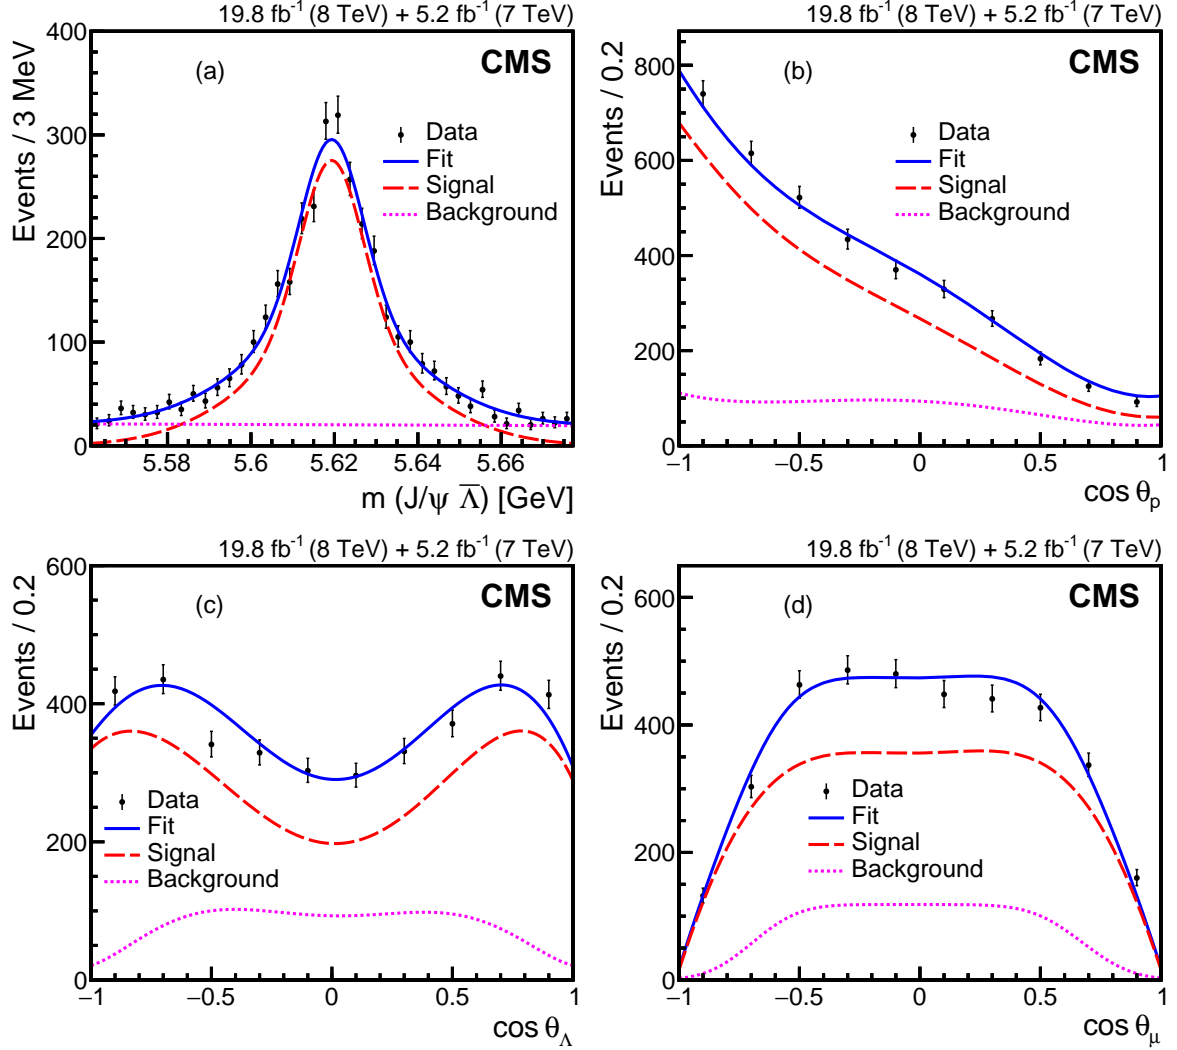 19.8 fb⁻¹ (8 TeV) + 5.2 fb⁻¹ (7 TeV)
(a)
CMS
Events / 3 MeV
400
300
200
100
0
Data
Fit
Signal
Background
5.58 5.6 5.62 5.64 5.66
m (J/ψ Λ̅) [GeV]
19.8 fb⁻¹ (8 TeV) + 5.2 fb⁻¹ (7 TeV)
(b)
CMS
Events / 0.2
800
600
400
200
0
Data
Fit
Signal
Background
−1 −0.5 0 0.5 1
cos θ_p
19.8 fb⁻¹ (8 TeV) + 5.2 fb⁻¹ (7 TeV)
(c)
CMS
Events / 0.2
600
400
200
0
Data
Fit
Signal
Background
−1 −0.5 0 0.5 1
cos θ_Λ
19.8 fb⁻¹ (8 TeV) + 5.2 fb⁻¹ (7 TeV)
(d)
CMS
Events / 0.2
600
400
200
0
Data
Fit
Signal
Background
−1 −0.5 0 0.5 1
cos θ_μ